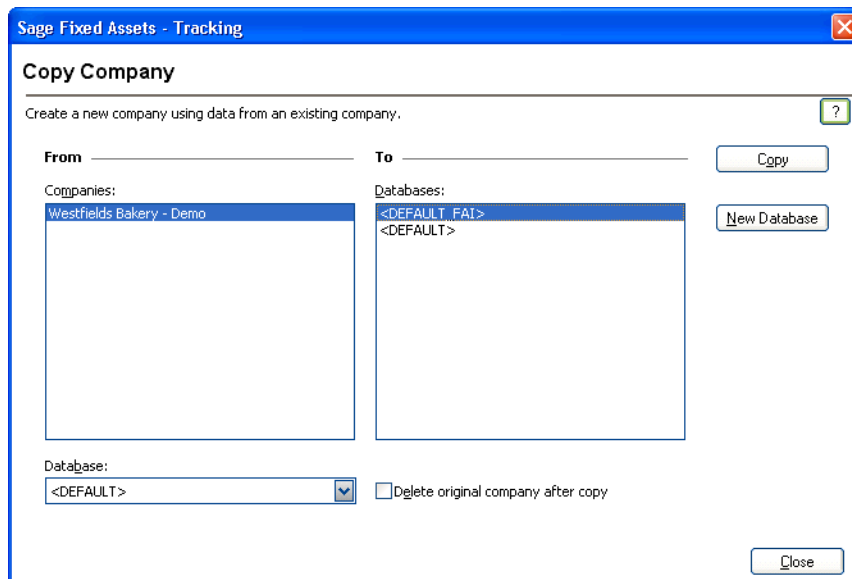 Sage Fixed Assets - Tracking
Copy Company
Create a new company using data from an existing company.
?
From
To
Copy
Companies:
Databases:
Westfields Bakery - Demo
<DEFAULT_FAI>
<DEFAULT>
New Database
Database:
<DEFAULT>
Delete original company after copy
Close